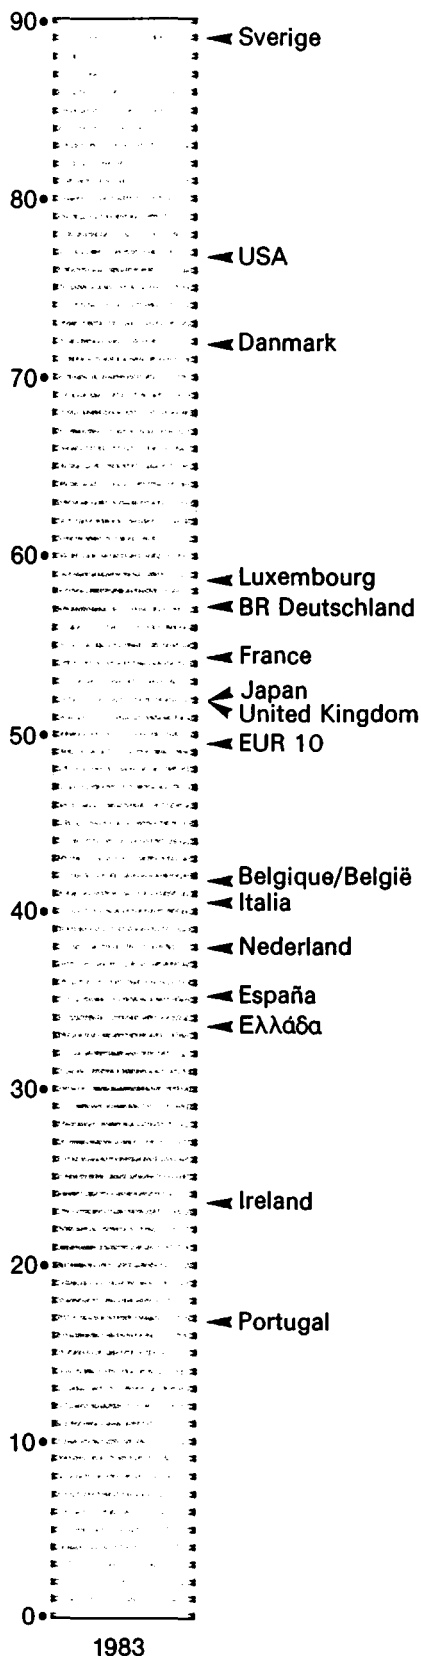 90
Sverige
80
USA
Danmark
70
60
Luxembourg
BR Deutschland
France
Japan
United Kingdom
50
EUR 10
Belgique/België
Italia
40
Nederland
España
Ελλάδα
30
Ireland
20
Portugal
10
0
1983